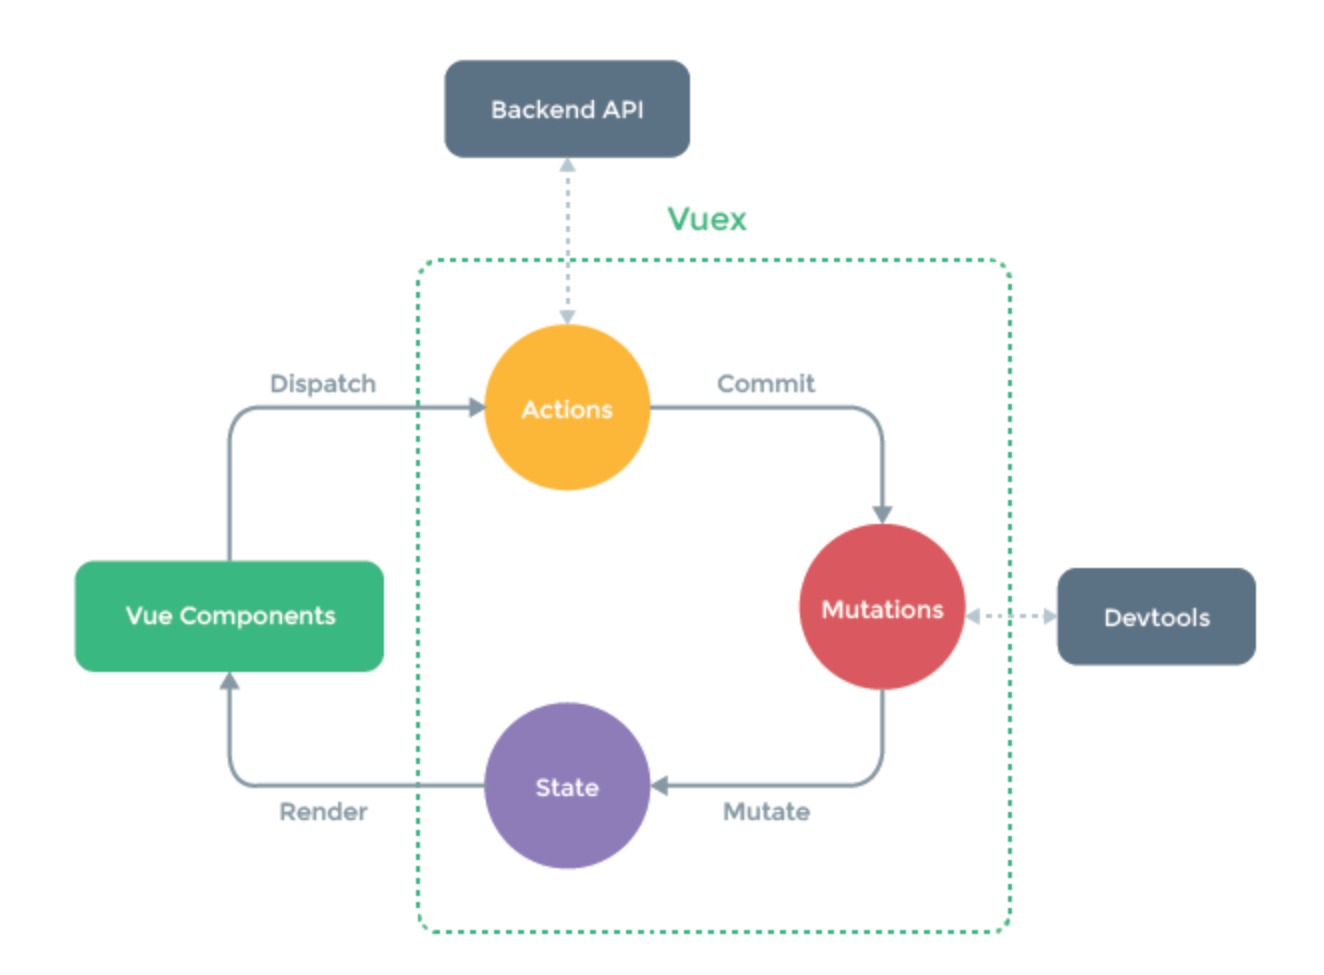 Backend API
Vuex
Dispatch
Commit
Actions
Vue Components
Mutations
Devtools
State
Render
Mutate